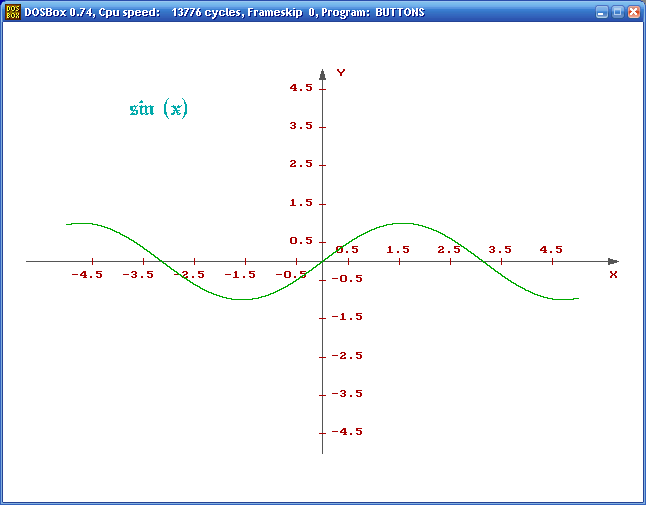 DOS BOX DOSBox 0.74, Cpu speed: 13776 cycles, Frameskip 0, Program: BUTTONS
Y
4.5
sin (x)
3.5
2.5
1.5
0.5
0.5 1.5 2.5 3.5 4.5
-4.5 -3.5 -2.5 -1.5 -0.5 X
-0.5
-1.5
-2.5
-3.5
-4.5